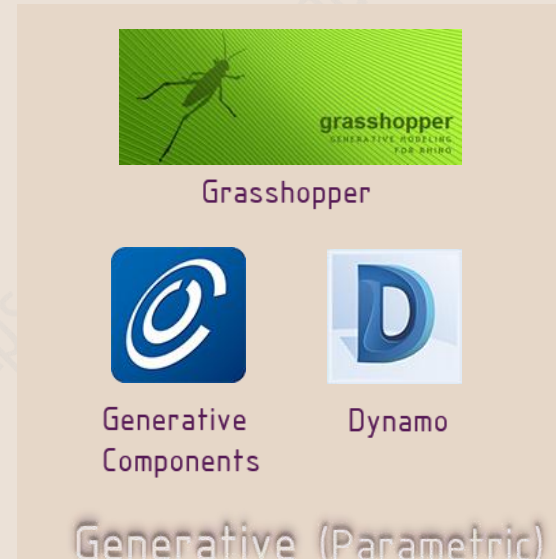 grasshopper
GENERATIVE MODELING
FOR RHINO
Grasshopper
Generative
Components
Dynamo
Generative (Parametric)